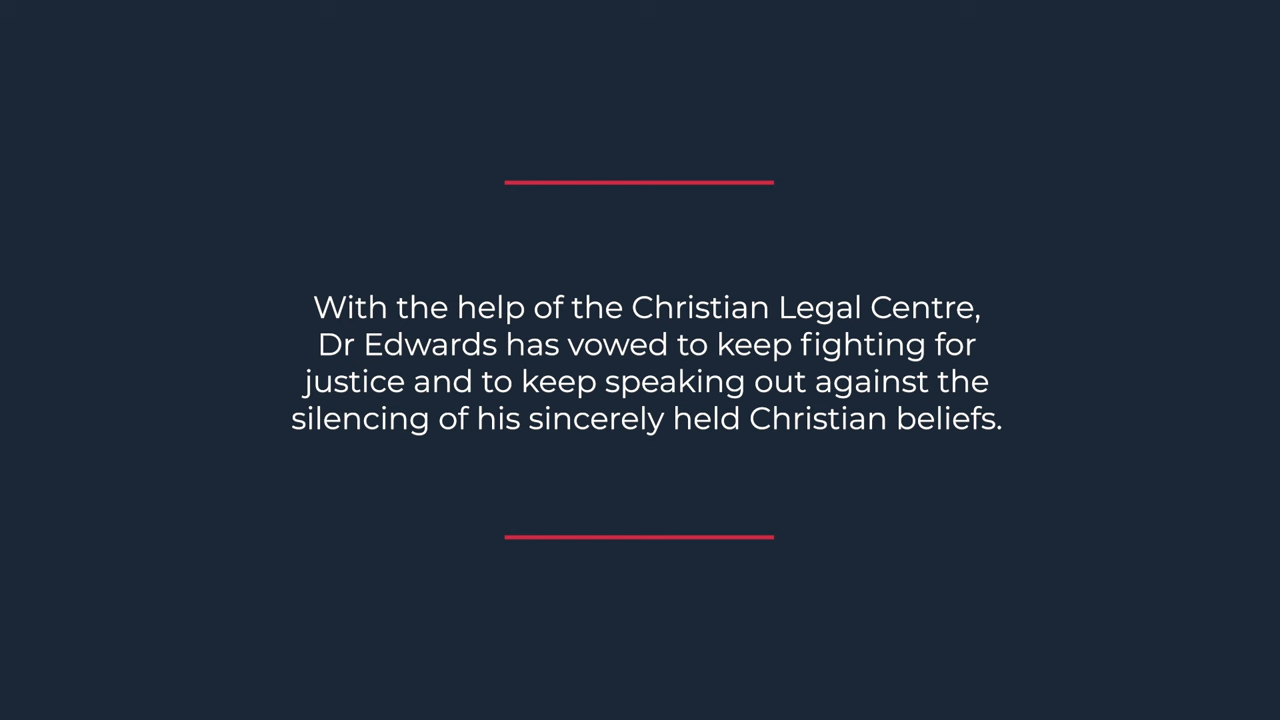 With the help of the Christian Legal Centre,
Dr Edwards has vowed to keep fighting for
justice and to keep speaking out against the
silencing of his sincerely held Christian beliefs.